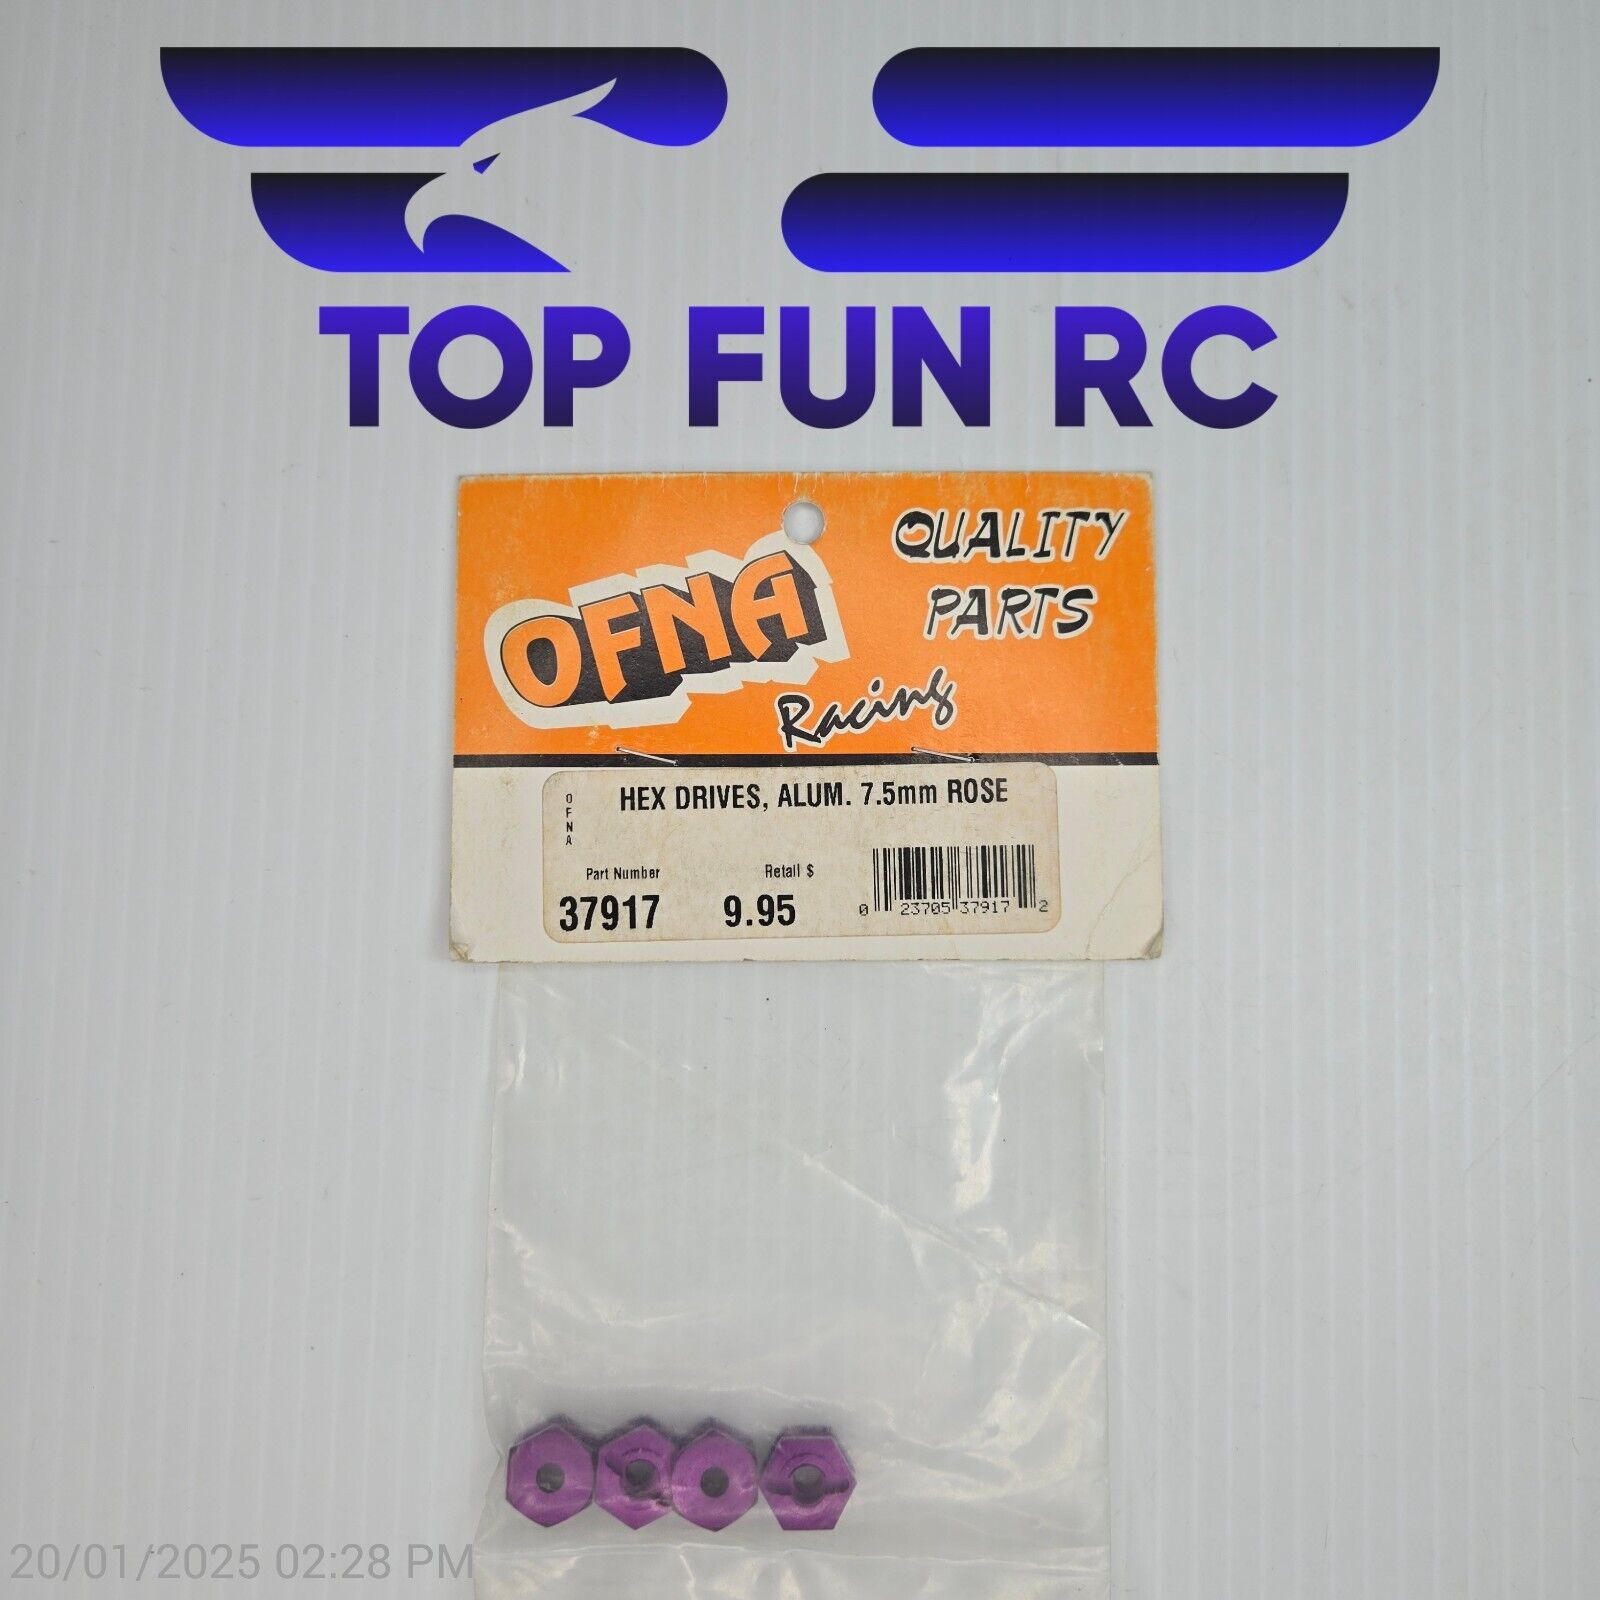 TOP FUN RC
OFNA
Racing
QUALITY
PARTS
OFNA
HEX DRIVES, ALUM. 7.5mm ROSE
Part Number
Retail $
37917
9.95
0 23705 37917 2
20/01/2025 02:28 PM